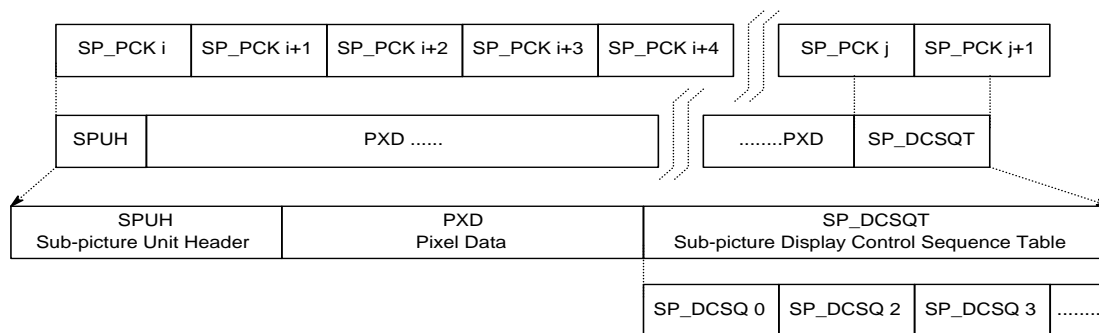 SP_PCK i SP_PCK i+1 SP_PCK i+2 SP_PCK i+3 SP_PCK i+4 SP_PCK j SP_PCK j+1
SPUH PXD ...... ........PXD SP_DCSQT
SPUH PXD SP_DCSQT
Sub-picture Unit Header Pixel Data Sub-picture Display Control Sequence Table
SP_DCSQ 0 SP_DCSQ 2 SP_DCSQ 3 ........